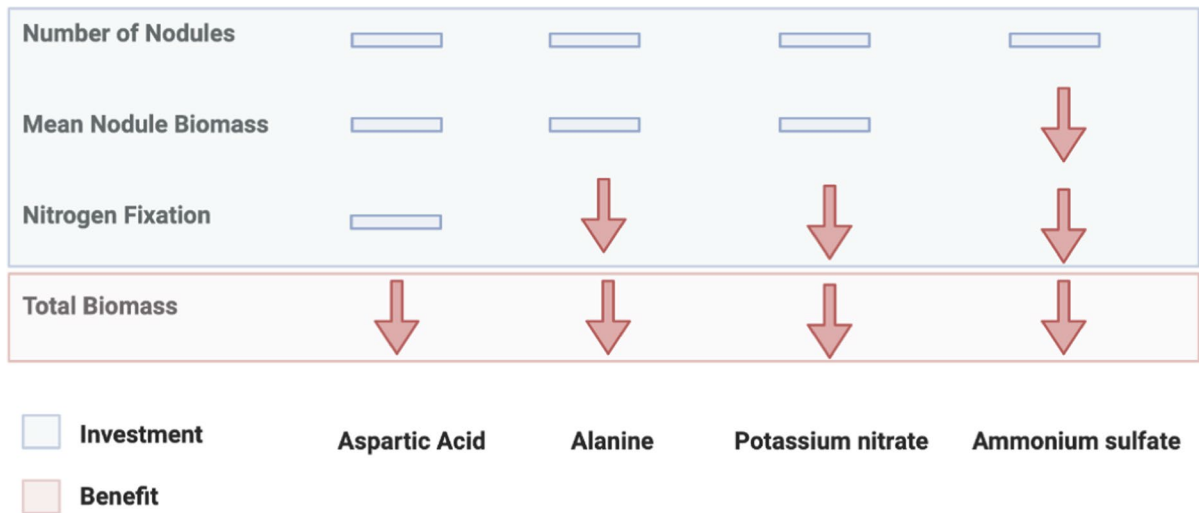 Number of Nodules
Mean Nodule Biomass
Nitrogen Fixation
Total Biomass
Investment
Benefit
Aspartic Acid
Alanine
Potassium nitrate
Ammonium sulfate